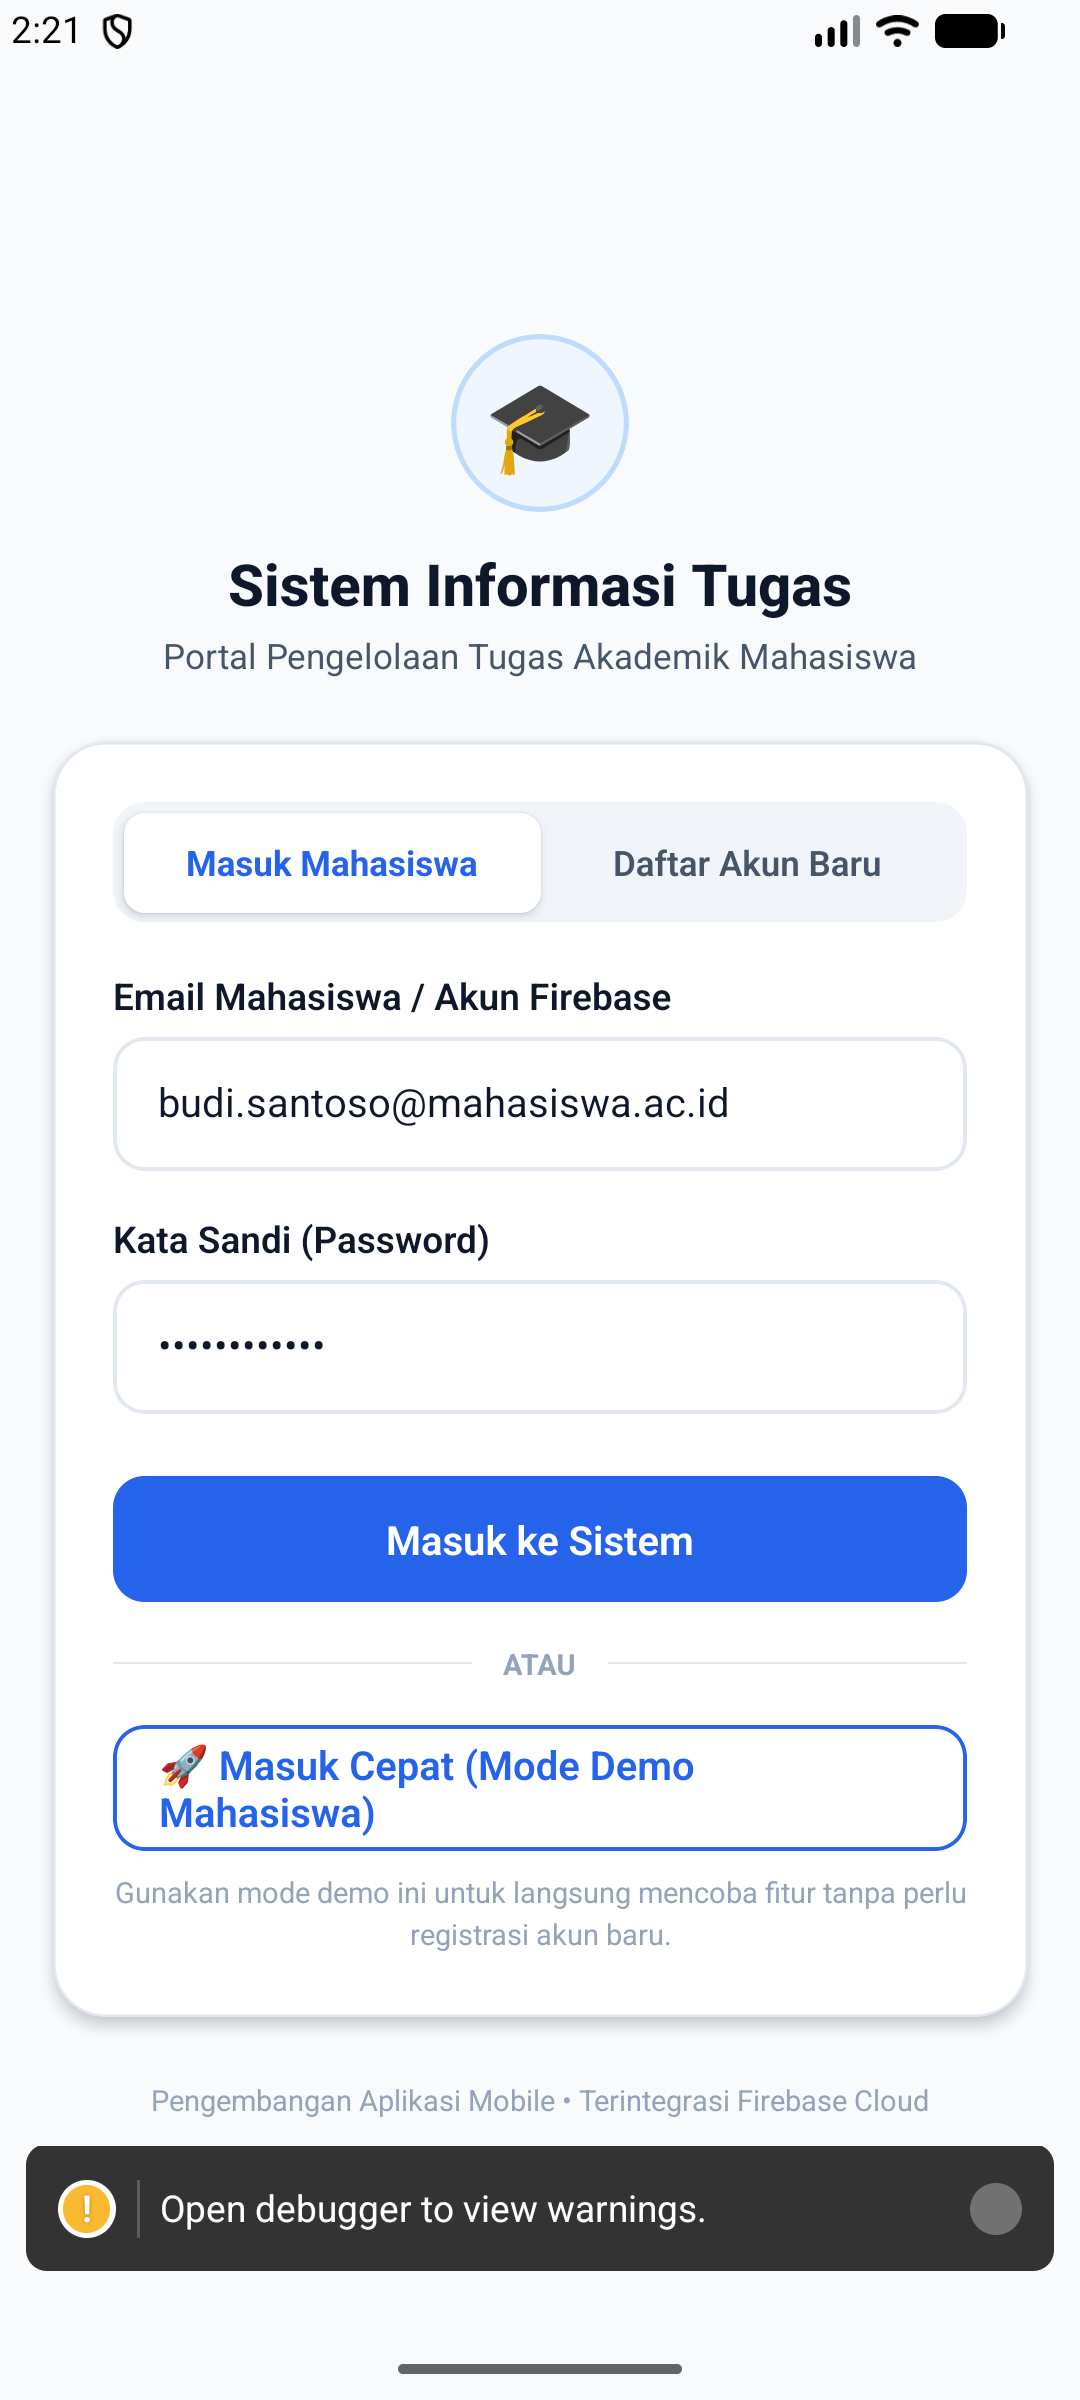 2:21
Sistem Informasi Tugas
Portal Pengelolaan Tugas Akademik Mahasiswa
Masuk Mahasiswa
Daftar Akun Baru
Email Mahasiswa / Akun Firebase
budi.santoso@mahasiswa.ac.id
Kata Sandi (Password)
••••••••••••
Masuk ke Sistem
ATAU
🚀 Masuk Cepat (Mode Demo
Mahasiswa)
Gunakan mode demo ini untuk langsung mencoba fitur tanpa perlu
registrasi akun baru.
Pengembangan Aplikasi Mobile • Terintegrasi Firebase Cloud
! Open debugger to view warnings.